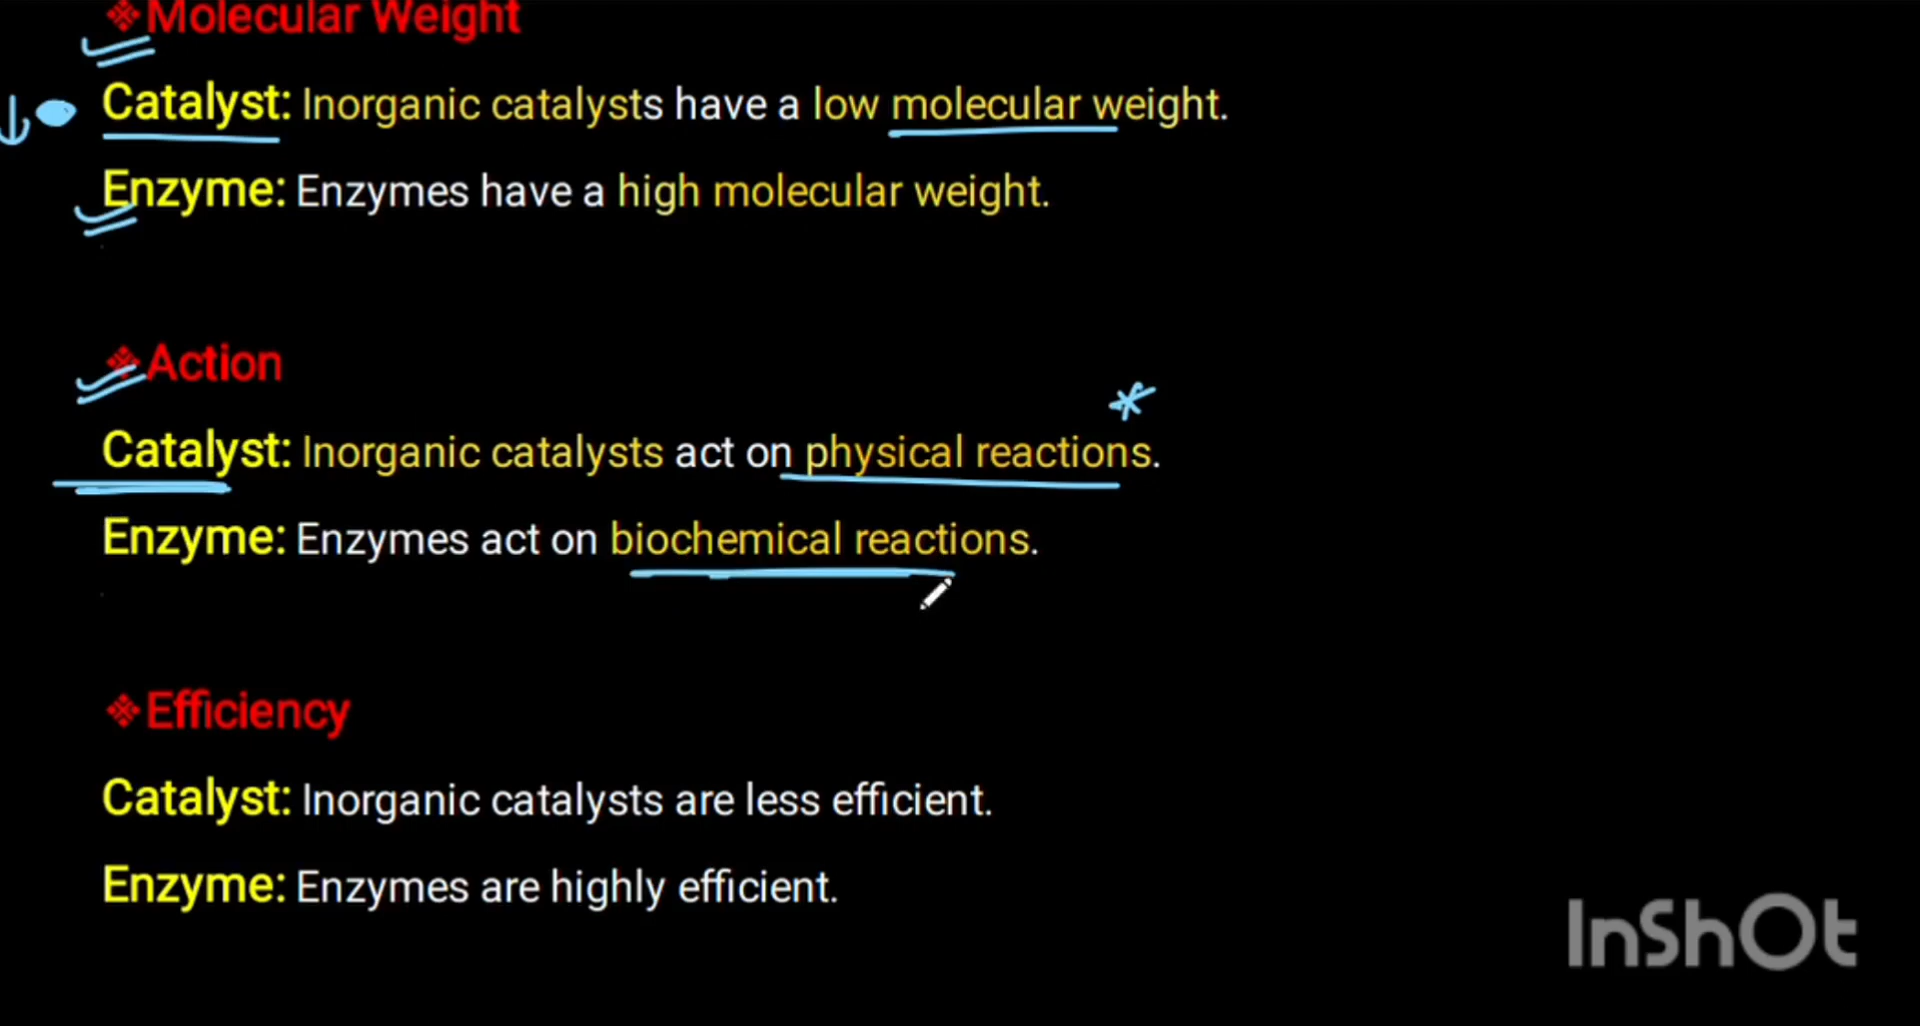 ❖Molecular Weight
Catalyst: Inorganic catalysts have a low molecular weight.
Enzyme: Enzymes have a high molecular weight.
❖Action
Catalyst: Inorganic catalysts act on physical reactions.
Enzyme: Enzymes act on biochemical reactions.
❖Efficiency
Catalyst: Inorganic catalysts are less efficient.
Enzyme: Enzymes are highly efficient.
InShOt